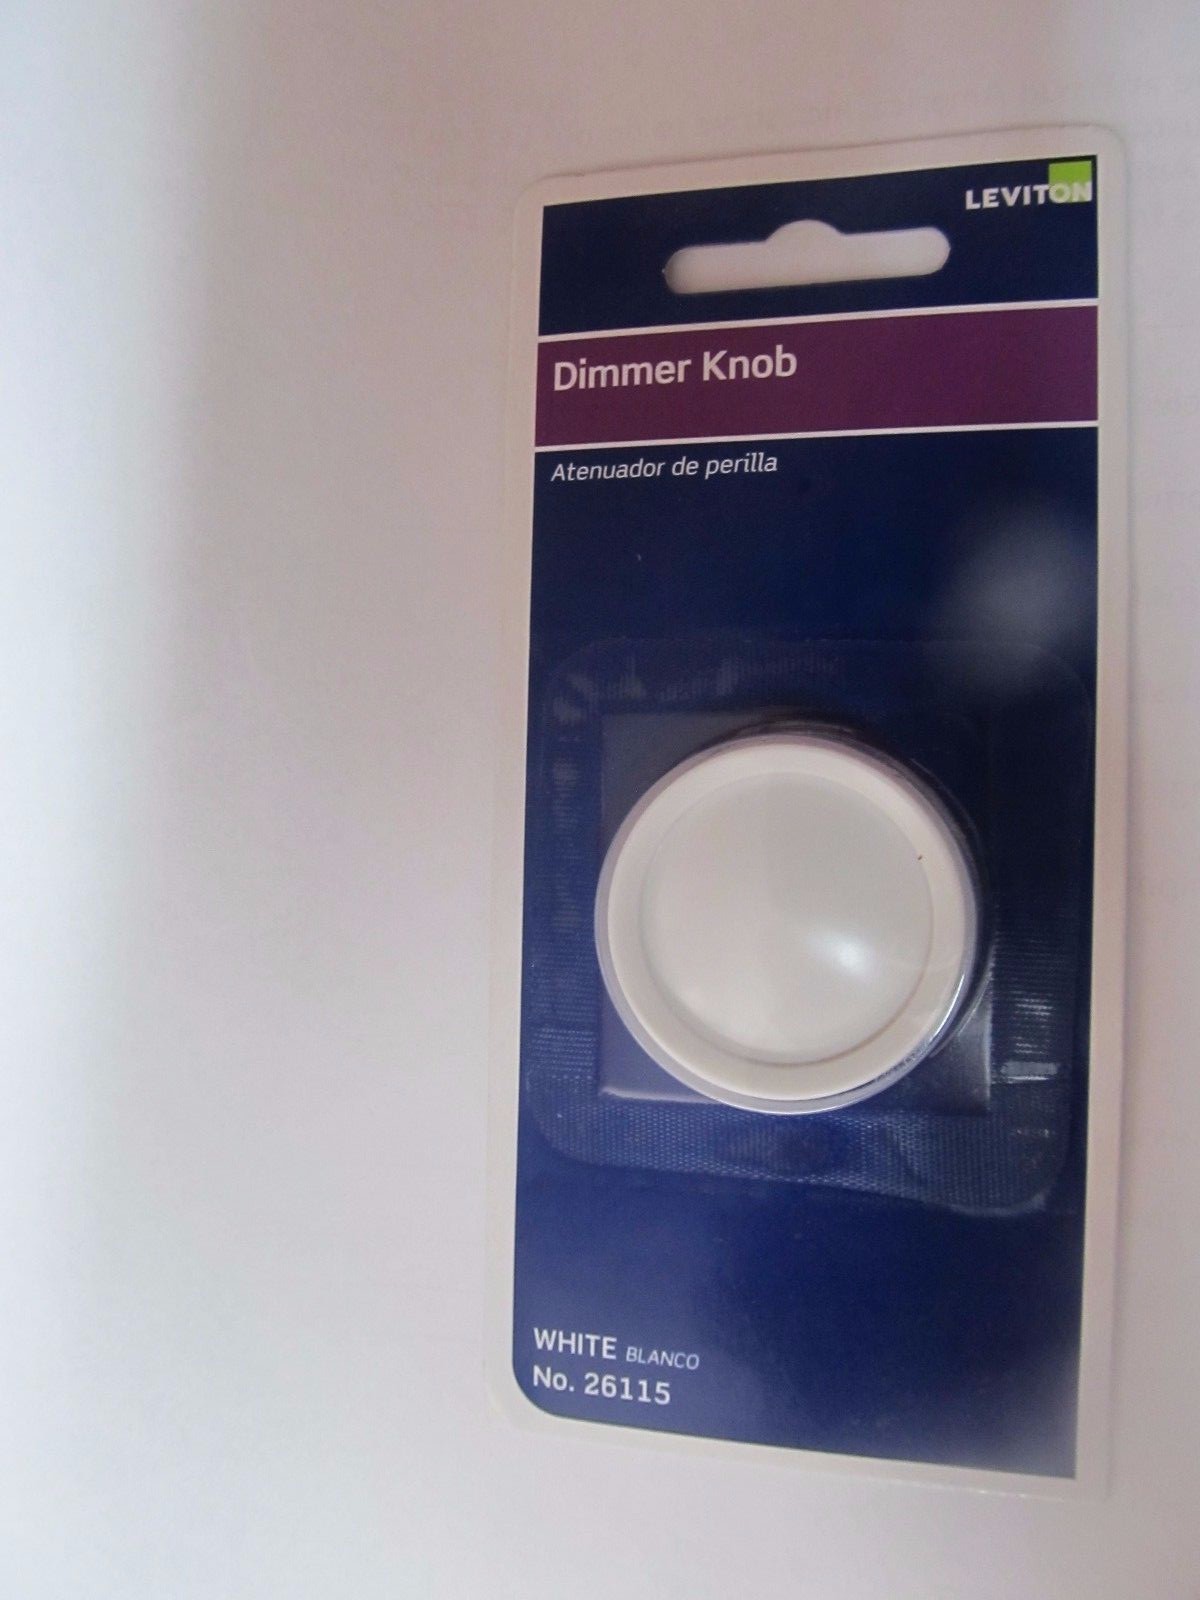 LEVITON
Dimmer Knob
Atenuador de perilla
WHITE BLANCO
No. 26115